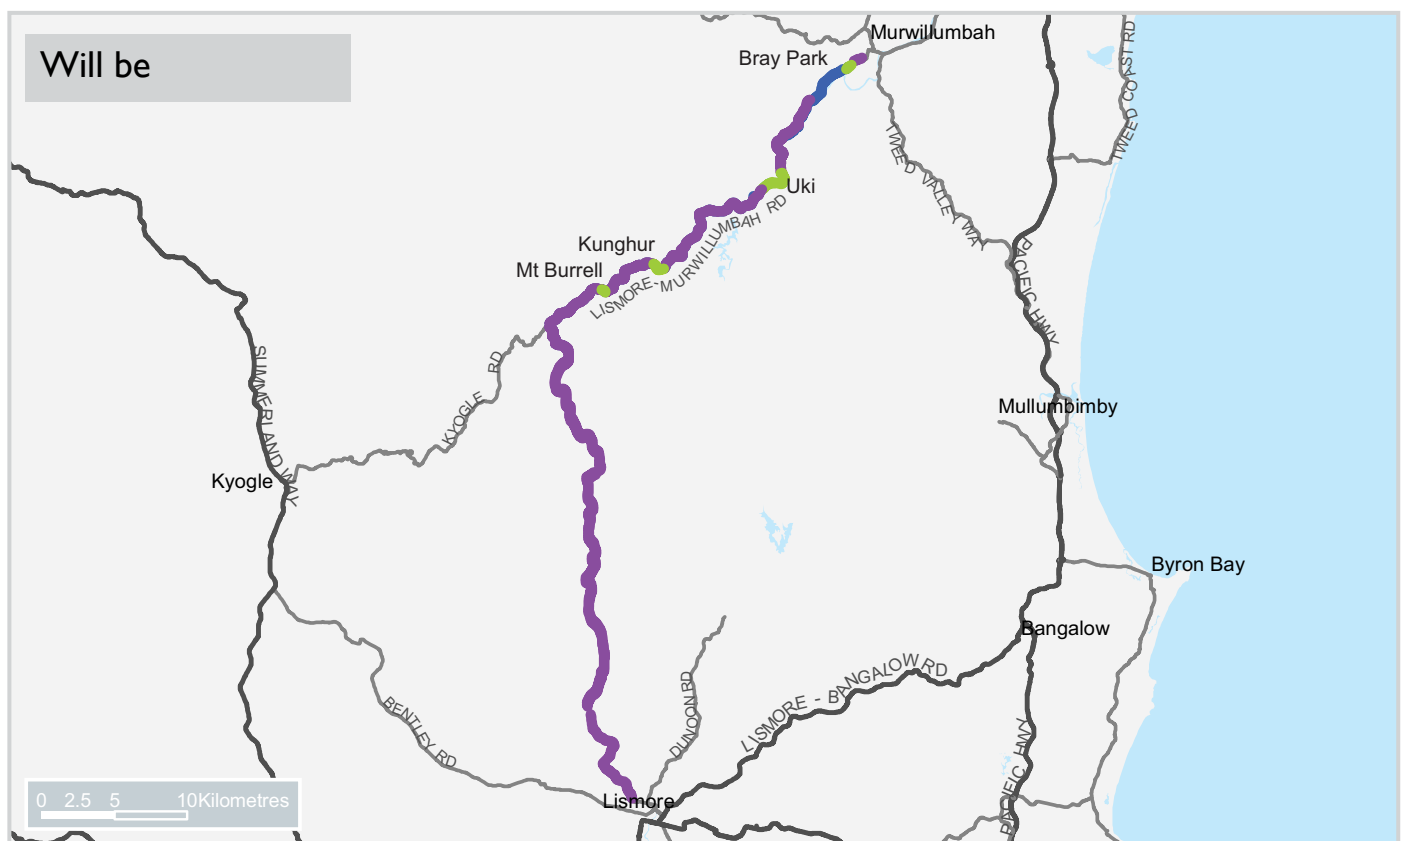 Will be
Murwillumbah
Bray Park
TWEED COAST RD
TWEED VALLEY WAY
Uki
Kunghur
Mt Burrell
LISMORE-MURWILLUMBAH RD
PACIFIC HWY
SUMMERLAND WAY
KYOGLE RD
Mullumbimby
Kyogle
Byron Bay
Bangalow
LISMORE - BANGALOW RD
DUNOON RD
BENTLEY RD
PACIFIC HWY
Lismore
0 2.5 5 10Kilometres